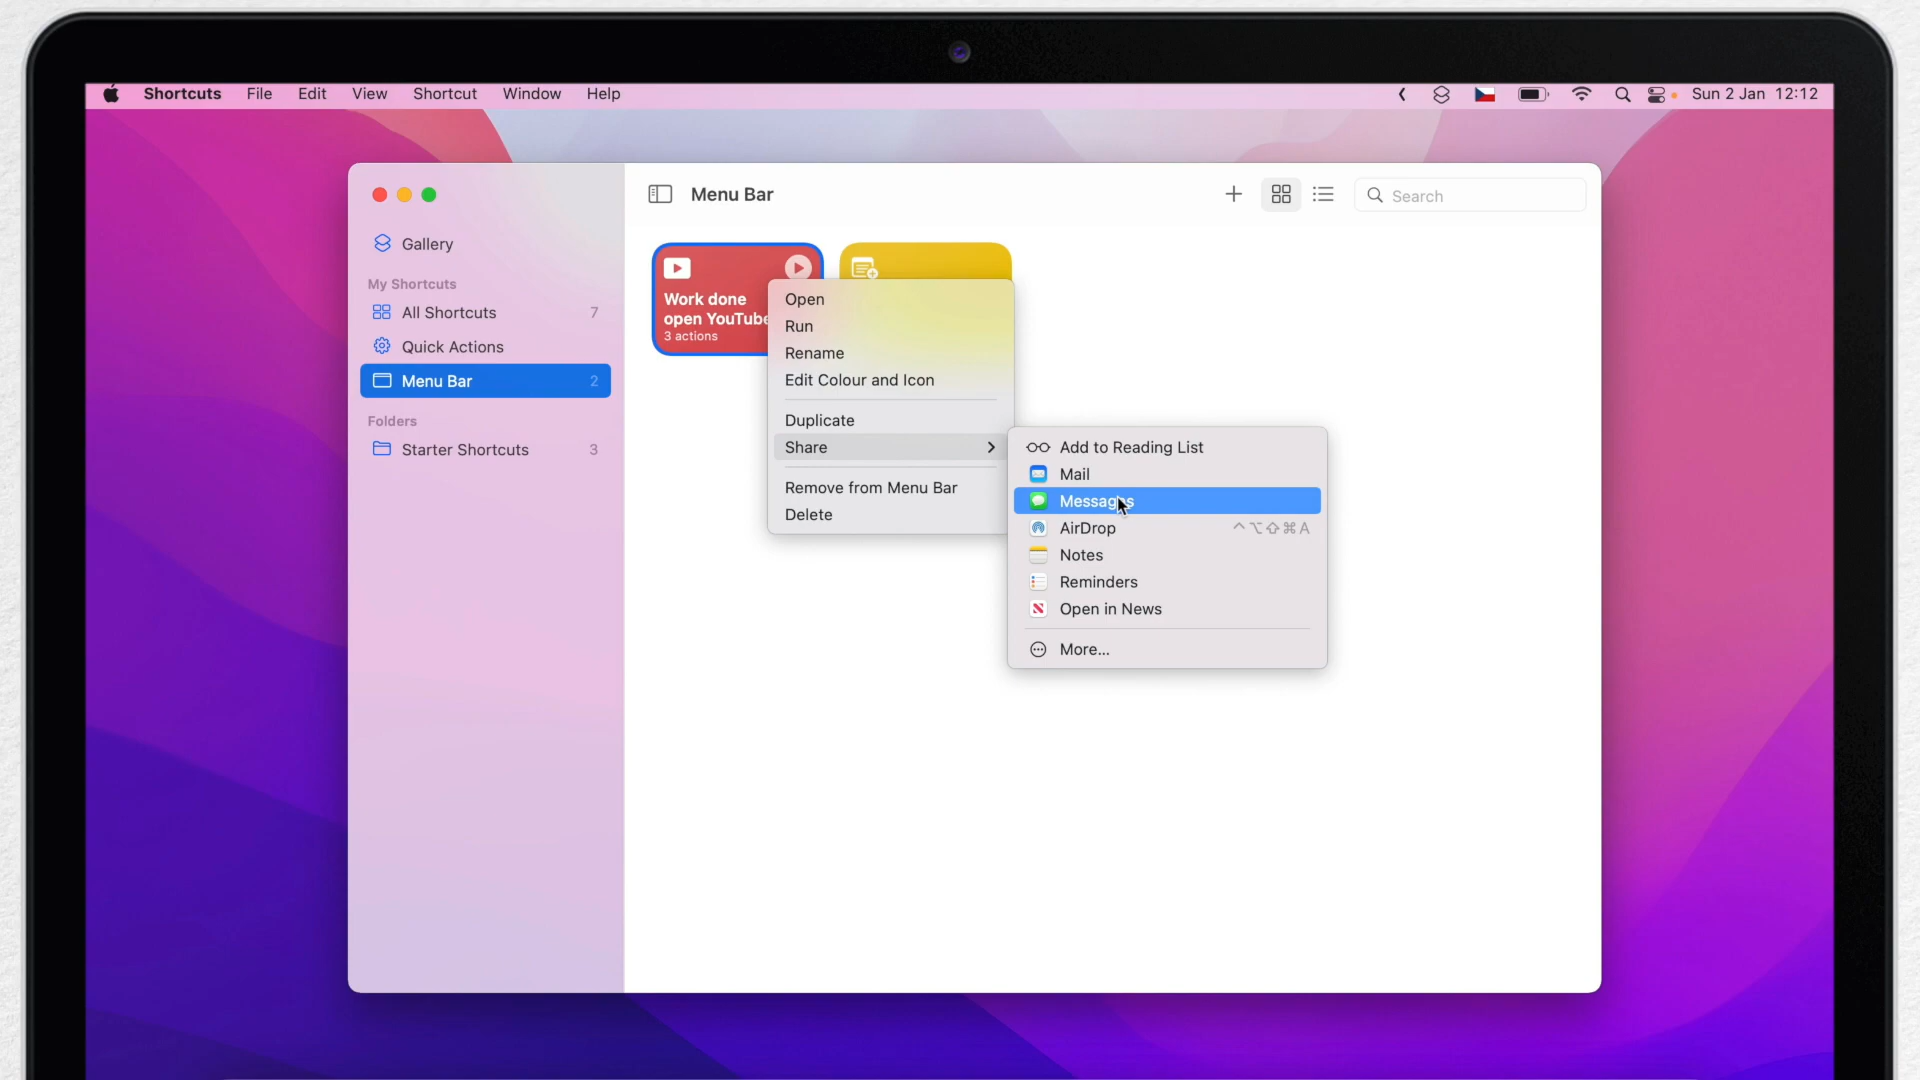 Shortcuts File Edit View Shortcut Window Help Sun 2 Jan 12:12
Menu Bar
Search
Gallery
My Shortcuts
All Shortcuts 7
Quick Actions
Menu Bar 2
Folders
Starter Shortcuts 3
Work done
open YouTube
3 actions
Open
Run
Rename
Edit Colour and Icon
Duplicate
Share
Remove from Menu Bar
Delete
Add to Reading List
Mail
Messages
AirDrop ^⌥⇧⌘A
Notes
Reminders
Open in News
More...